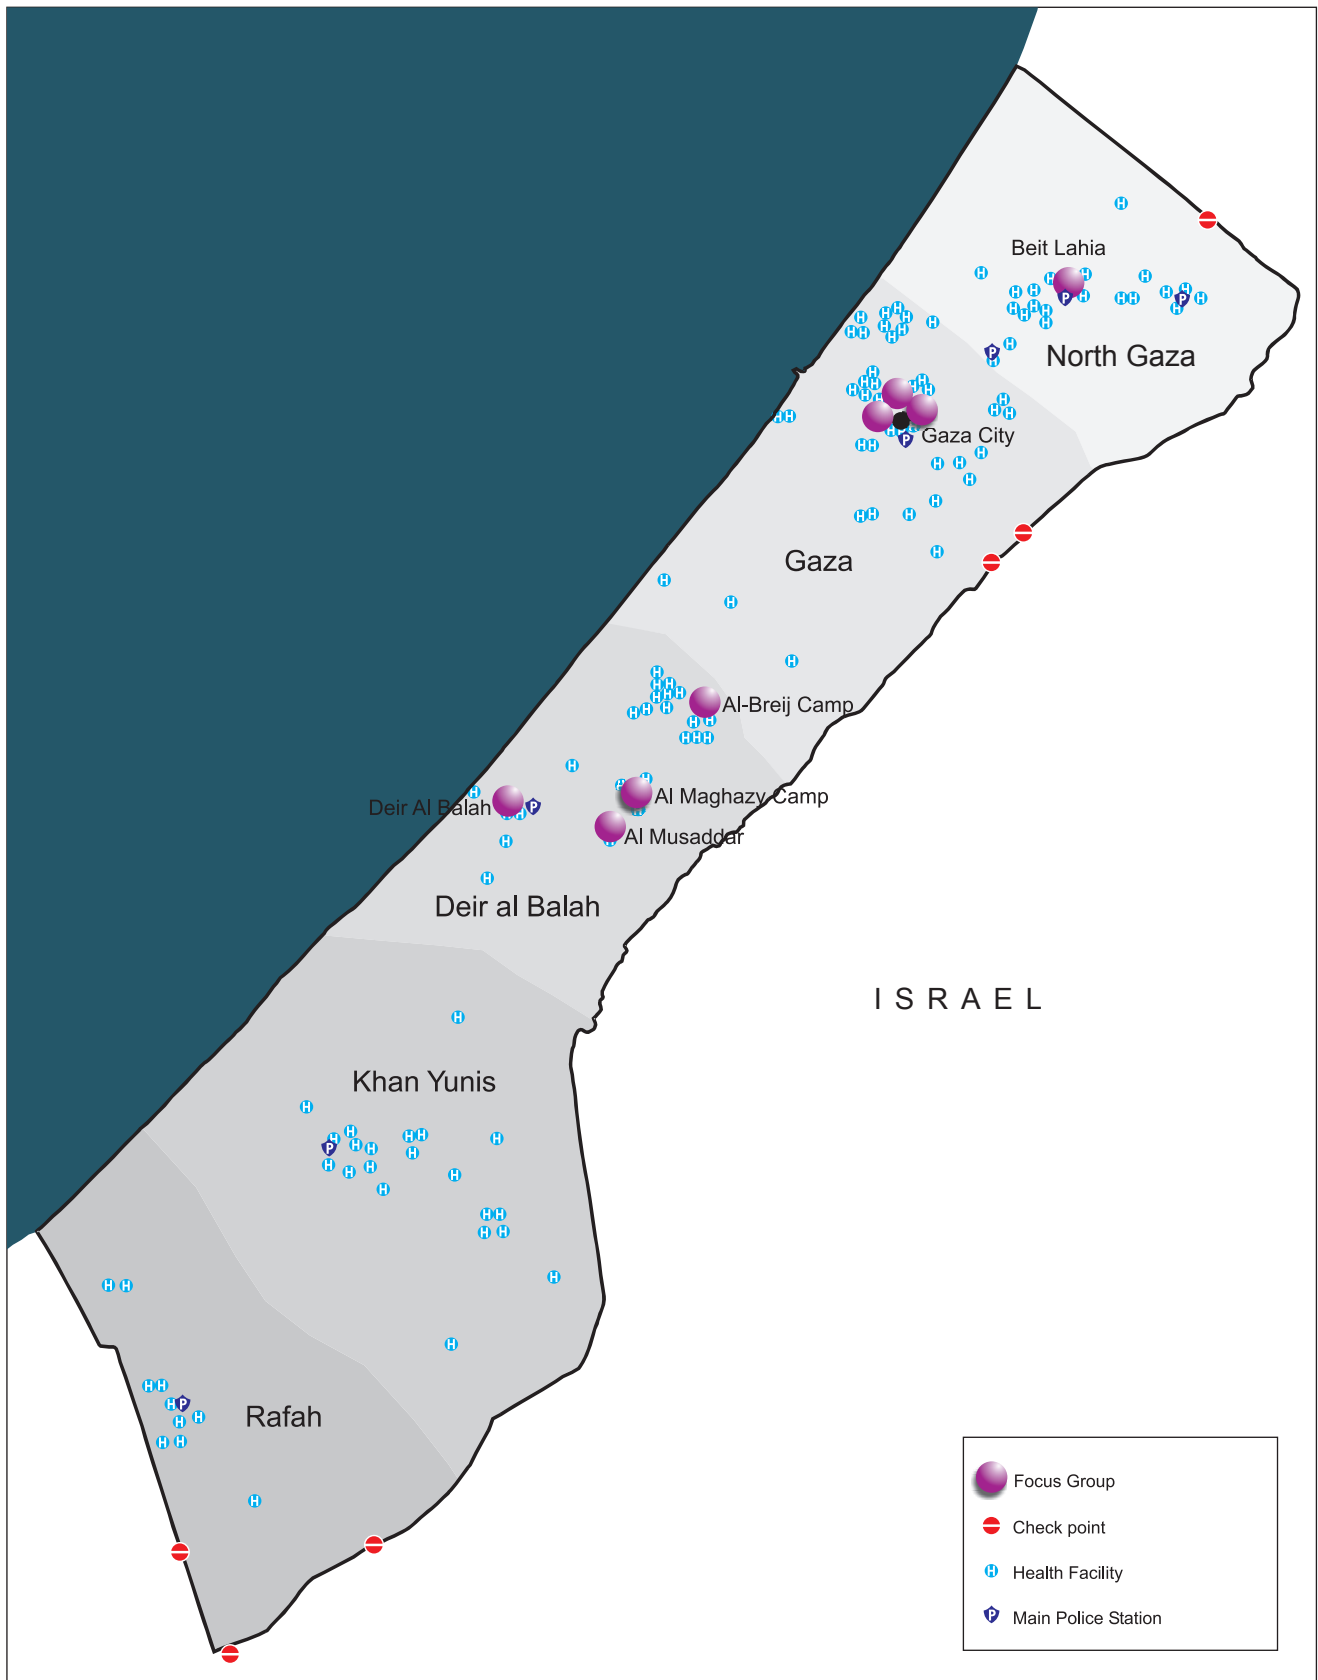 Beit Lahia
North Gaza
Gaza City
Gaza
Al-Breij Camp
Al Maghazy Camp
Deir Al Balah
Al Musaddar
Deir al Balah
ISRAEL
Khan Yunis
Rafah
Focus Group
Check point
H Health Facility
P Main Police Station